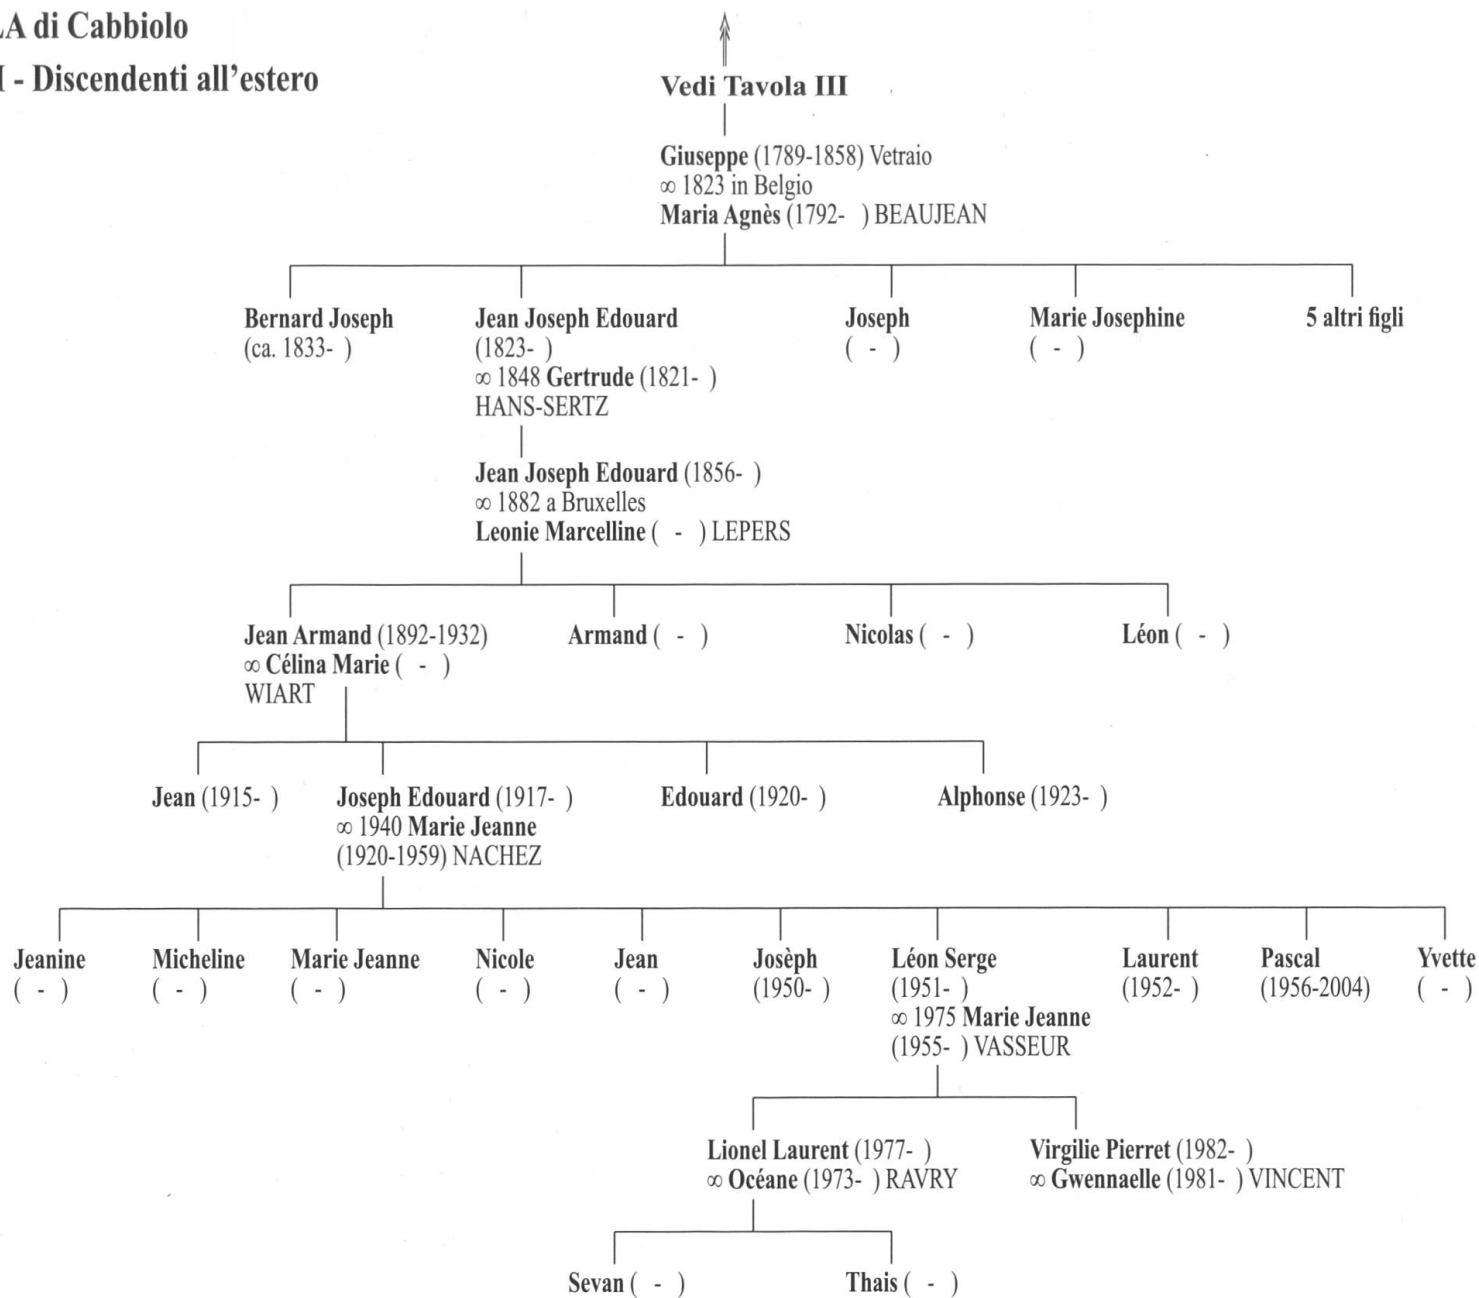 LA di Cabbiolo
I - Discendenti all'estero
Vedi Tavola III
Giuseppe (1789-1858) Vetraio
∞ 1823 in Belgio
Maria Agnès (1792-   ) BEAUJEAN
Bernard Joseph
(ca. 1833-   )
Jean Joseph Edouard
(1823-   )
∞ 1848 Gertrude (1821-   )
HANS-SERTZ
Joseph
(   -   )
Marie Josephine
(   -   )
5 altri figli
Jean Joseph Edouard (1856-   )
∞ 1882 a Bruxelles
Leonie Marcelline (   -   ) LEPERS
Jean Armand (1892-1932)
∞ Célina Marie (   -   )
WIART
Armand (   -   )
Nicolas (   -   )
Léon (   -   )
Jean (1915-   )
Joseph Edouard (1917-   )
∞ 1940 Marie Jeanne
(1920-1959) NACHEZ
Edouard (1920-   )
Alphonse (1923-   )
Jeanine
(   -   )
Micheline
(   -   )
Marie Jeanne
(   -   )
Nicole
(   -   )
Jean
(   -   )
Josèph
(1950-   )
Léon Serge
(1951-   )
∞ 1975 Marie Jeanne
(1955-   ) VASSEUR
Laurent
(1952-   )
Pascal
(1956-2004)
Yvette
(   -   )
Lionel Laurent (1977-   )
∞ Océane (1973-   ) RAVRY
Virgilie Pierret (1982-   )
∞ Gwennaelle (1981-   ) VINCENT
Sevan (   -   )
Thais (   -   )